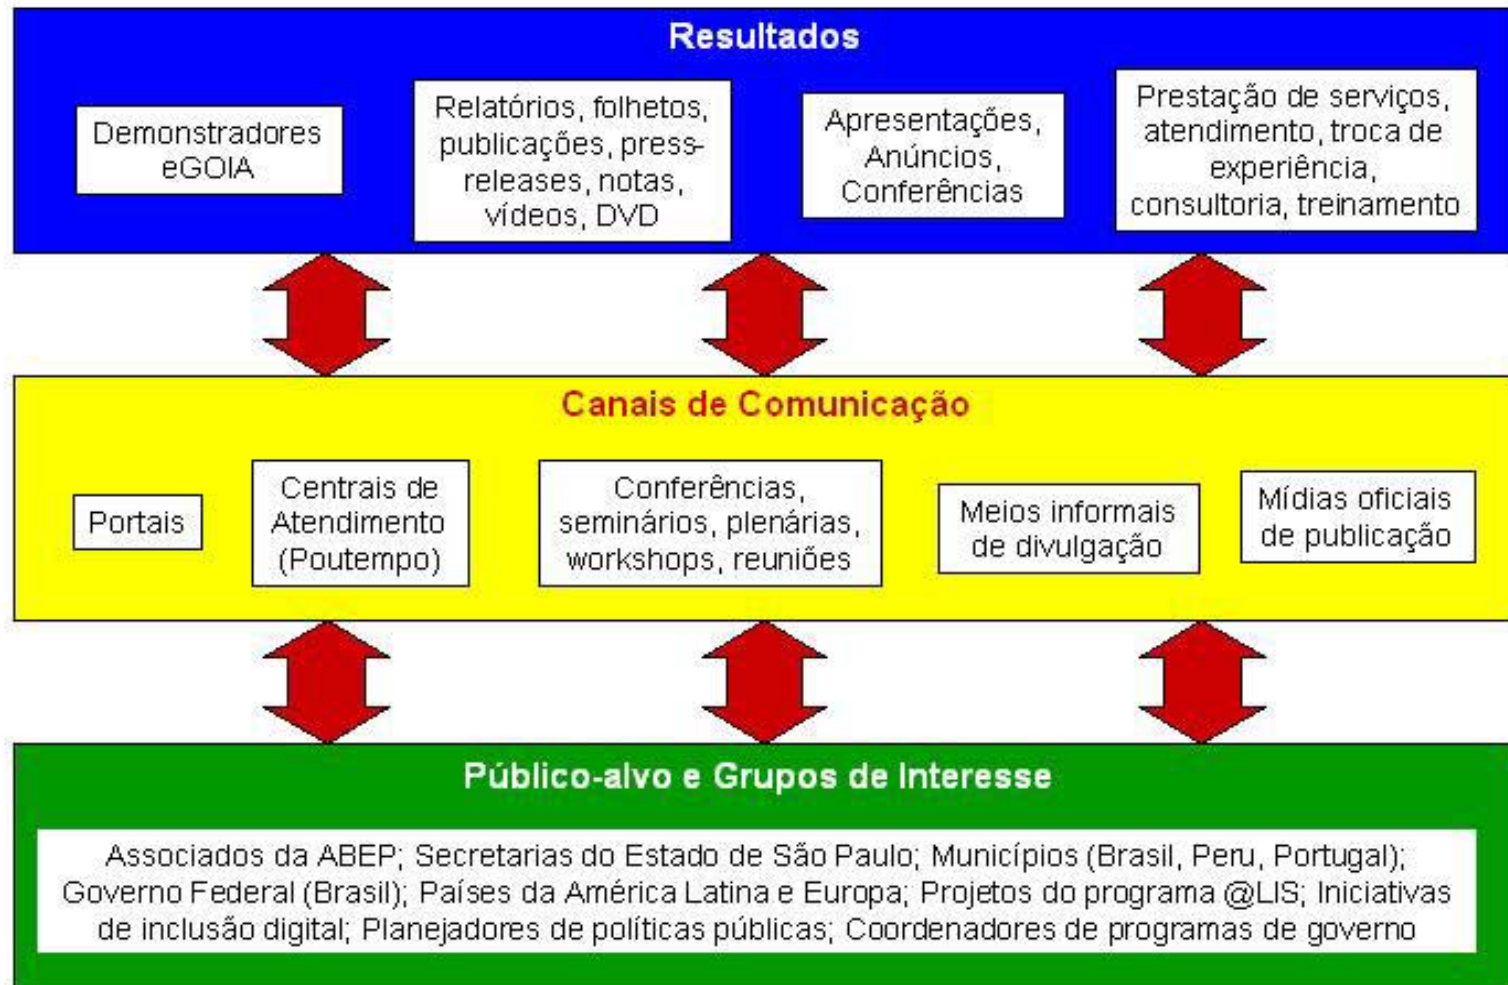 Resultados
Demonstradores
eGOIA
Relatórios, folhetos,
publicações, press-
releases, notas,
vídeos, DVD
Apresentações,
Anúncios,
Conferências
Prestação de serviços,
atendimento, troca de
experiência,
consultoria, treinamento
Canais de Comunicação
Portais
Centrais de
Atendimento
(Poutempo)
Conferências,
seminários, plenárias,
workshops, reuniões
Meios informais
de divulgação
Mídias oficiais
de publicação
Público-alvo e Grupos de Interesse
Associados da ABEP; Secretarias do Estado de São Paulo; Municípios (Brasil, Peru, Portugal);
Governo Federal (Brasil); Países da América Latina e Europa; Projetos do programa @LIS; Iniciativas
de inclusão digital; Planejadores de políticas públicas; Coordenadores de programas de governo